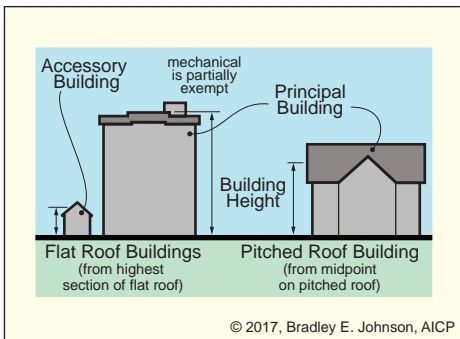 Accessory
Building
mechanical
is partially
exempt
Principal
Building
Building
Height
Flat Roof Buildings
(from highest
section of flat roof)
Pitched Roof Building
(from midpoint
on pitched roof)
© 2017, Bradley E. Johnson, AICP